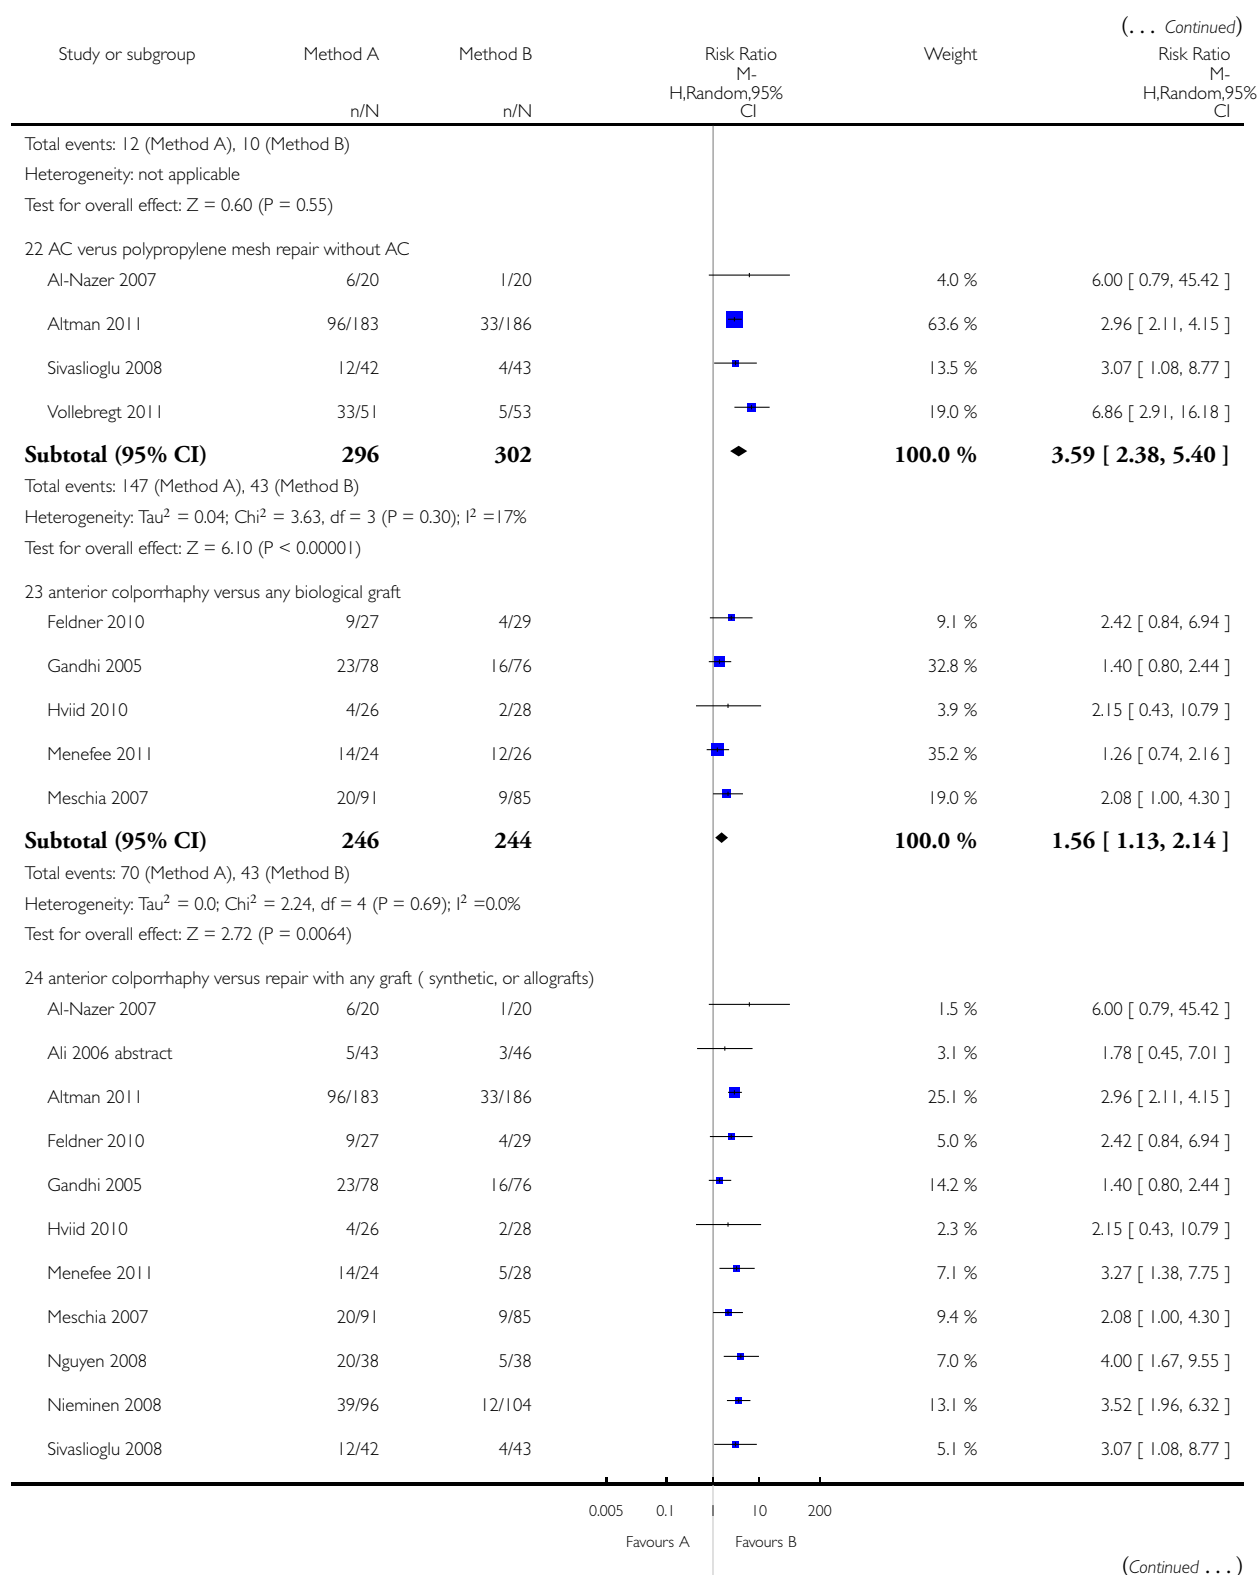 (... Continued)
Study or subgroup Method A Method B Risk Ratio Weight Risk Ratio
M- M-
H,Random,95% H,Random,95%
n/N n/N CI CI
Total events: 12 (Method A), 10 (Method B)
Heterogeneity: not applicable
Test for overall effect: Z = 0.60 (P = 0.55)
22 AC verus polypropylene mesh repair without AC
Al-Nazer 2007 6/20 1/20 4.0 % 6.00 [ 0.79, 45.42 ]
Altman 2011 96/183 33/186 63.6 % 2.96 [ 2.11, 4.15 ]
Sivaslioglu 2008 12/42 4/43 13.5 % 3.07 [ 1.08, 8.77 ]
Vollebregt 2011 33/51 5/53 19.0 % 6.86 [ 2.91, 16.18 ]
Subtotal (95% CI) 296 302 100.0 % 3.59 [ 2.38, 5.40 ]
Total events: 147 (Method A), 43 (Method B)
Heterogeneity: Tau² = 0.04; Chi² = 3.63, df = 3 (P = 0.30); I² =17%
Test for overall effect: Z = 6.10 (P < 0.00001)
23 anterior colporrhaphy versus any biological graft
Feldner 2010 9/27 4/29 9.1 % 2.42 [ 0.84, 6.94 ]
Gandhi 2005 23/78 16/76 32.8 % 1.40 [ 0.80, 2.44 ]
Hviid 2010 4/26 2/28 3.9 % 2.15 [ 0.43, 10.79 ]
Menefee 2011 14/24 12/26 35.2 % 1.26 [ 0.74, 2.16 ]
Meschia 2007 20/91 9/85 19.0 % 2.08 [ 1.00, 4.30 ]
Subtotal (95% CI) 246 244 100.0 % 1.56 [ 1.13, 2.14 ]
Total events: 70 (Method A), 43 (Method B)
Heterogeneity: Tau² = 0.0; Chi² = 2.24, df = 4 (P = 0.69); I² =0.0%
Test for overall effect: Z = 2.72 (P = 0.0064)
24 anterior colporrhaphy versus repair with any graft ( synthetic, or allografts)
Al-Nazer 2007 6/20 1/20 1.5 % 6.00 [ 0.79, 45.42 ]
Ali 2006 abstract 5/43 3/46 3.1 % 1.78 [ 0.45, 7.01 ]
Altman 2011 96/183 33/186 25.1 % 2.96 [ 2.11, 4.15 ]
Feldner 2010 9/27 4/29 5.0 % 2.42 [ 0.84, 6.94 ]
Gandhi 2005 23/78 16/76 14.2 % 1.40 [ 0.80, 2.44 ]
Hviid 2010 4/26 2/28 2.3 % 2.15 [ 0.43, 10.79 ]
Menefee 2011 14/24 5/28 7.1 % 3.27 [ 1.38, 7.75 ]
Meschia 2007 20/91 9/85 9.4 % 2.08 [ 1.00, 4.30 ]
Nguyen 2008 20/38 5/38 7.0 % 4.00 [ 1.67, 9.55 ]
Nieminen 2008 39/96 12/104 13.1 % 3.52 [ 1.96, 6.32 ]
Sivaslioglu 2008 12/42 4/43 5.1 % 3.07 [ 1.08, 8.77 ]
0.005 0.1 1 10 200
Favours A Favours B
(Continued ...)